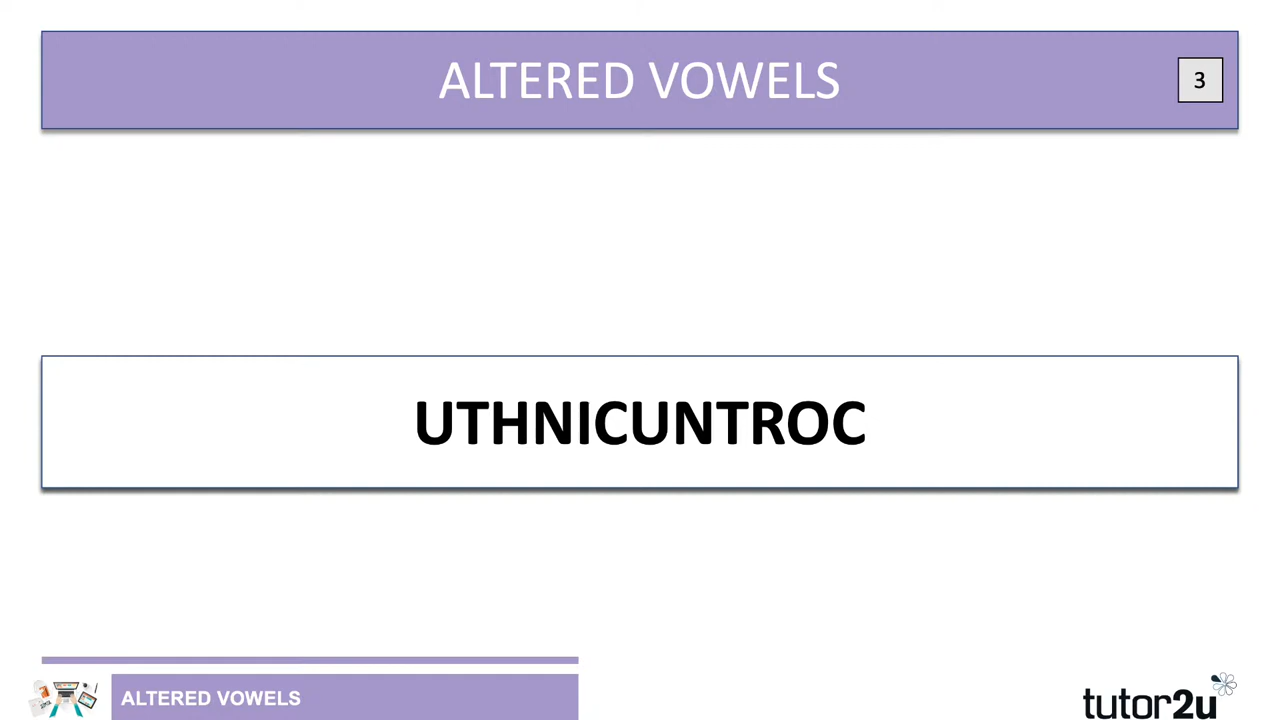 ALTERED VOWELS
3
UTHNICUNTROC
ALTERED VOWELS
tutor2u